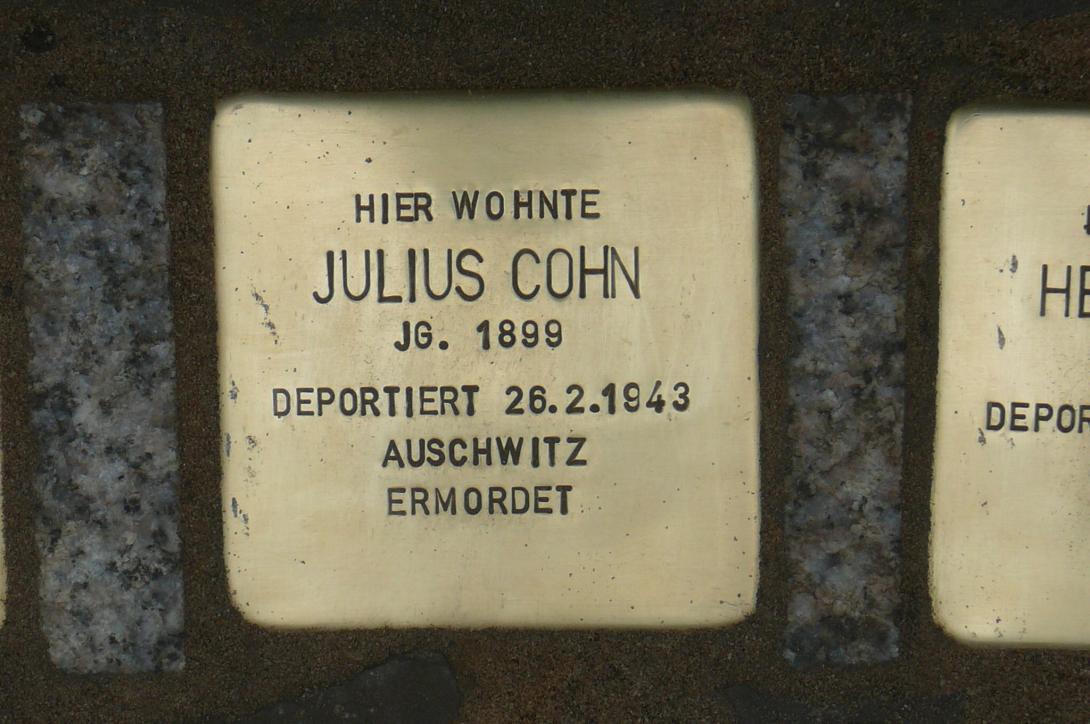 HIER WOHNTE
JULIUS COHN
JG. 1899
DEPORTIERT 26.2.1943
AUSCHWITZ
ERMORDET